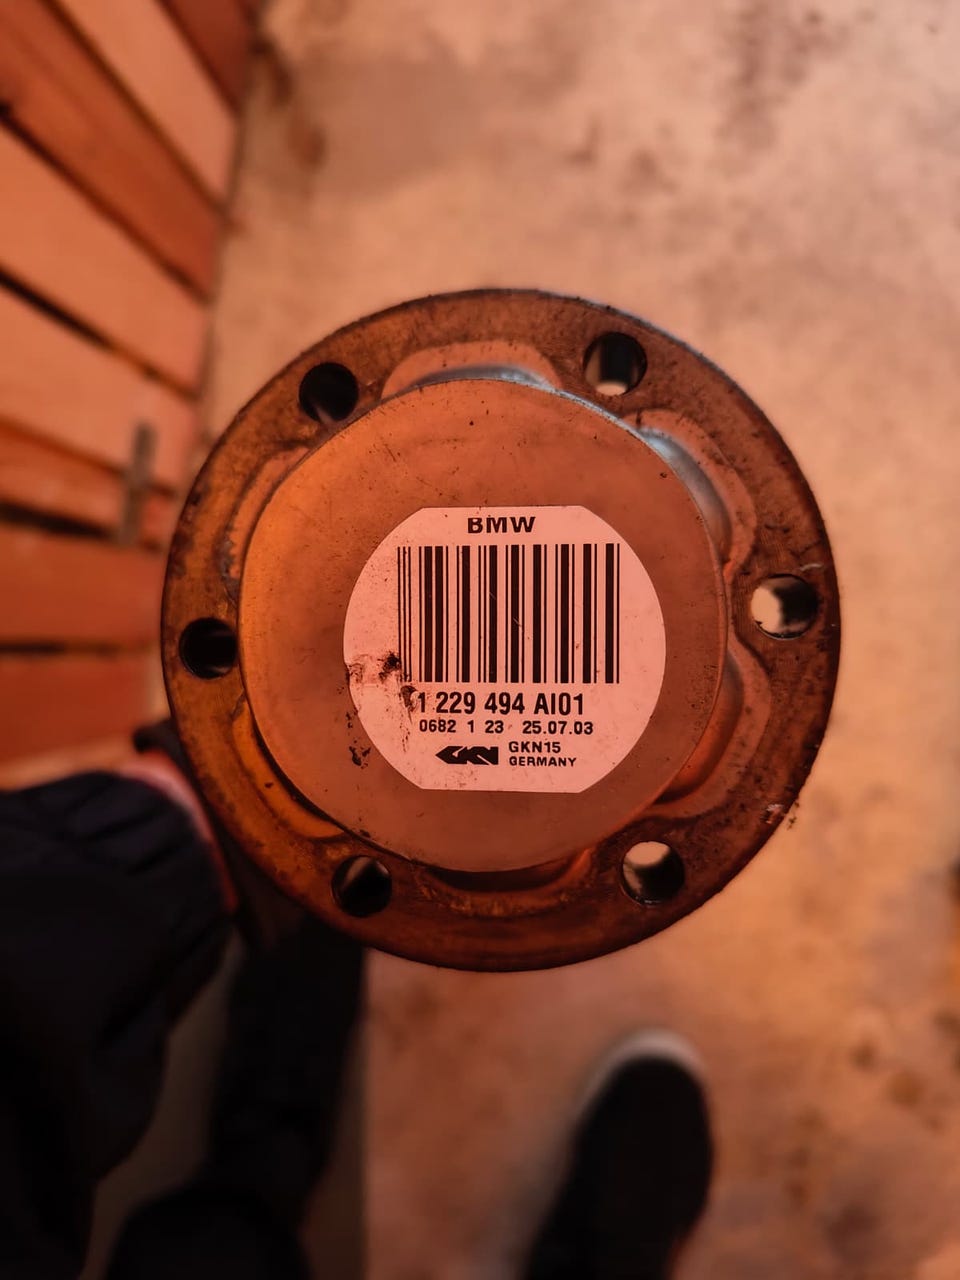 BMW
1 229 494 AI01
0682 1 23 25.07.03
GKN GKN15
GERMANY